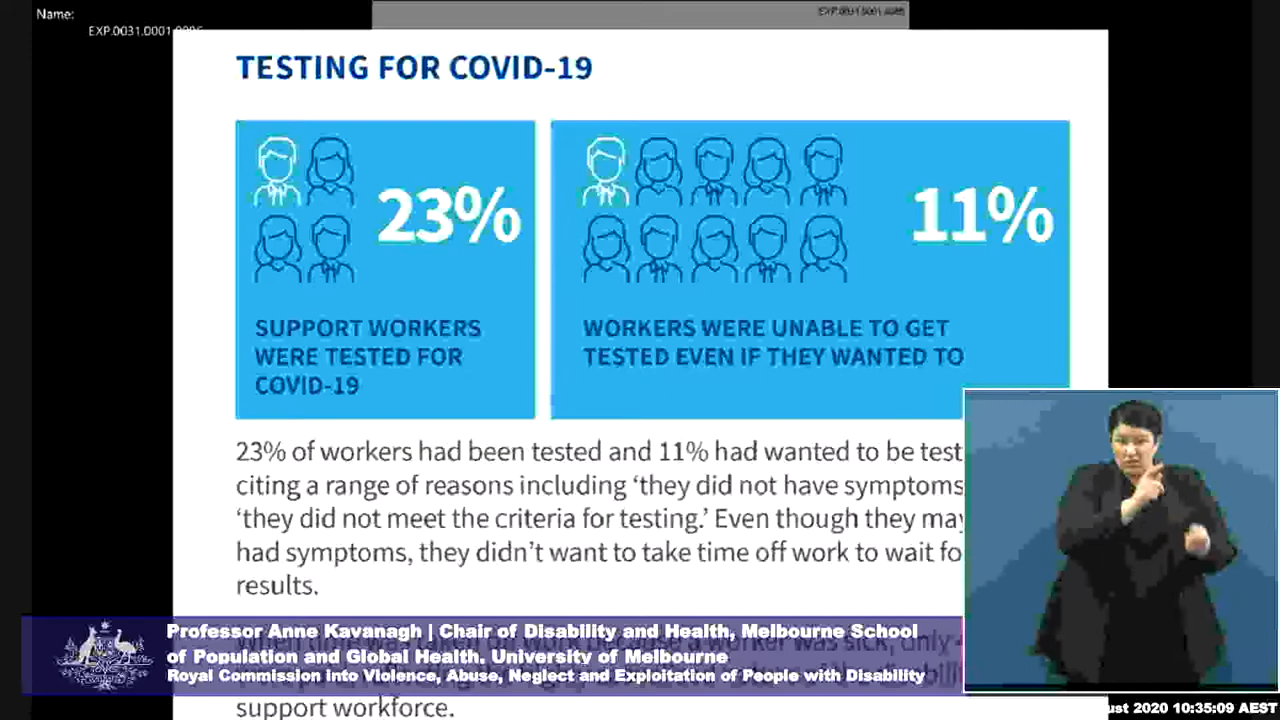 Name:
EXP.0031.0001
TESTING FOR COVID-19
23%
11%
SUPPORT WORKERS
WERE TESTED FOR
COVID-19
WORKERS WERE UNABLE TO GET
TESTED EVEN IF THEY WANTED TO
23% of workers had been tested and 11% had wanted to be test
citing a range of reasons including ‘they did not have symptoms
‘they did not meet the criteria for testing.’ Even though they may
had symptoms, they didn’t want to take time off work to wait fo
results.
worker was sick, only
Professor Anne Kavanagh | Chair of Disability and Health, Melbourne School
of Population and Global Health. University of Melbourne
Royal Commission into Violence, Abuse, Neglect and Exploitation of People with Disability
support workforce.
ust 2020 10:35:09 AEST